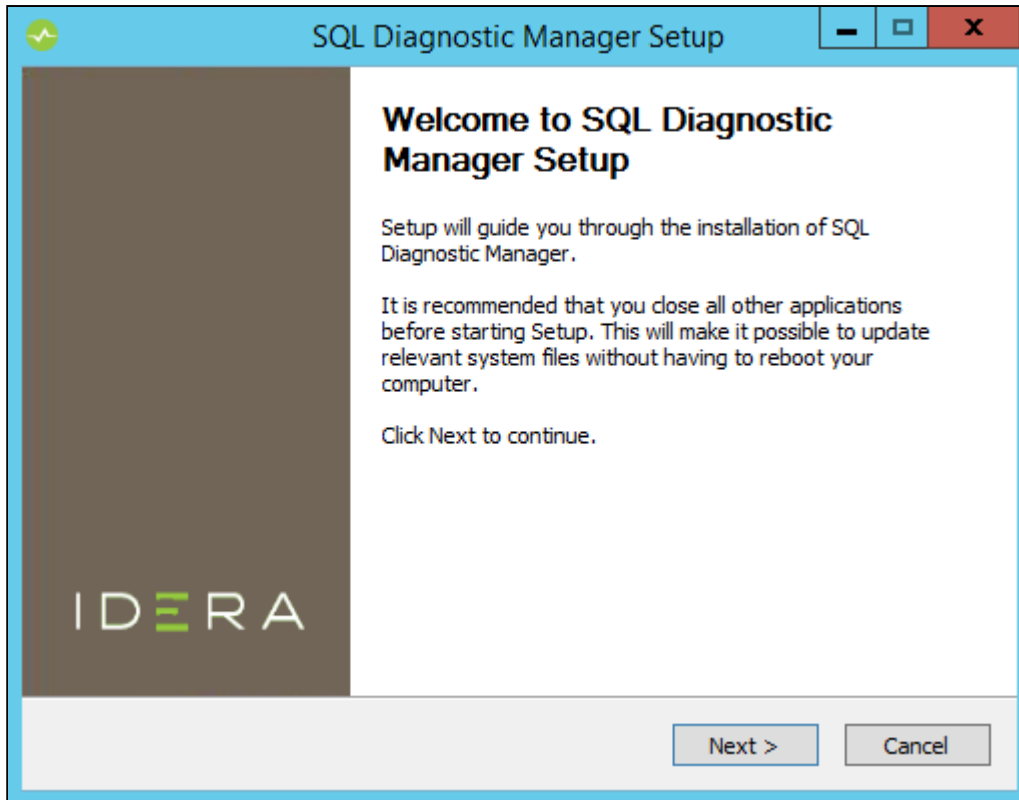 SQL Diagnostic Manager Setup
Welcome to SQL Diagnostic
Manager Setup
Setup will guide you through the installation of SQL
Diagnostic Manager.
It is recommended that you close all other applications
before starting Setup. This will make it possible to update
relevant system files without having to reboot your
computer.
Click Next to continue.
IDERA
Next >
Cancel